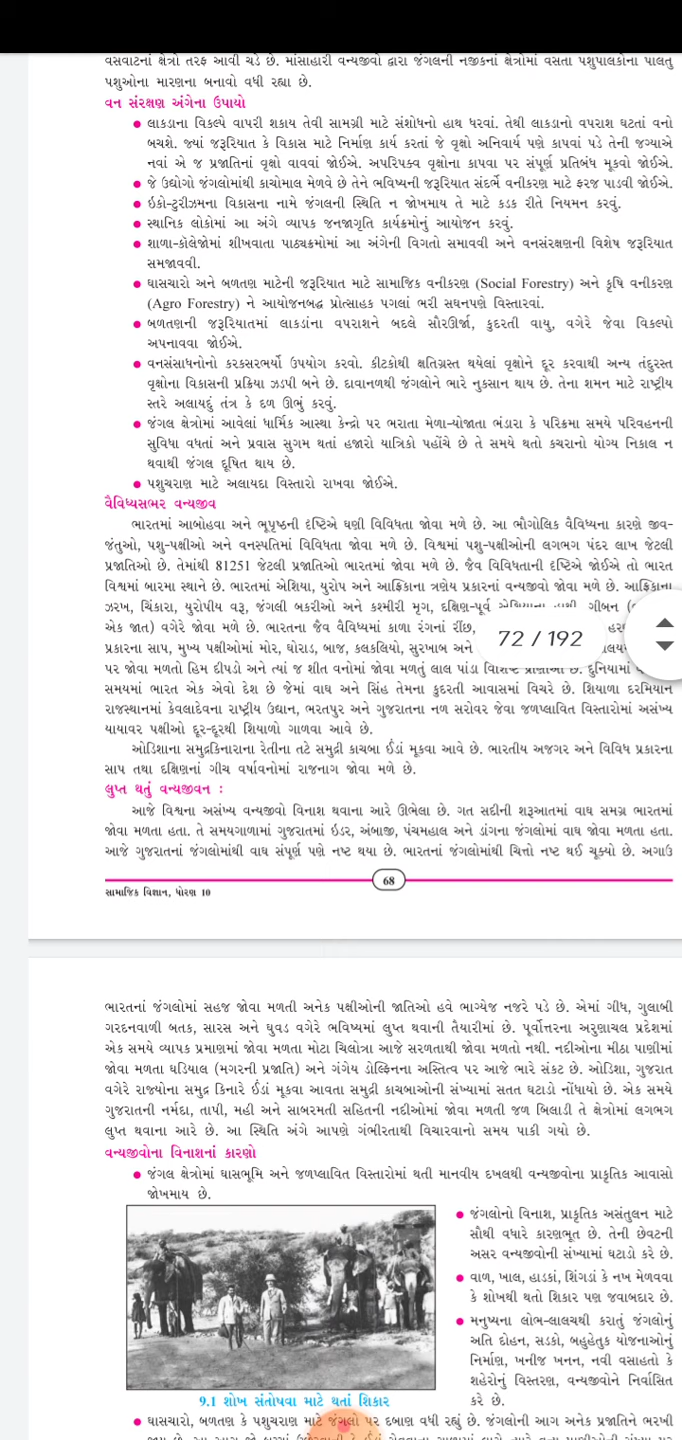 વસવાટનાં ક્ષેત્રો તરફ આવી ચડે છે. માંસાહારી વન્યજીવો દ્વારા જંગલની નજીકનાં ક્ષેત્રોમાં વસતા પશુપાલકોના પાલતુ
પશુઓના મારણના બનાવો વધી રહ્યા છે.
વન સંરક્ષણ અંગેના ઉપાયો
● લાકડાના વિકલ્પે વાપરી શકાય તેવી સામગ્રી માટે સંશોધનો હાથ ધરવાં. તેથી લાકડાનો વપરાશ ઘટતાં વનો
બચશે. જ્યાં જરૂરિયાત કે વિકાસ માટે નિર્માણ કાર્ય કરતાં જે વૃક્ષો અનિવાર્ય પણે કાપવાં પડે તેની જગ્યાએ
નવાં એ જ પ્રજાતિનાં વૃક્ષો વાવવાં જોઈએ. અપરિપક્વ વૃક્ષોના કાપવા પર સંપૂર્ણ પ્રતિબંધ મૂકવો જોઈએ.
● જે ઉદ્યોગો જંગલોમાંથી કાચોમાલ મેળવે છે તેને ભવિષ્યની જરૂરિયાત સંદર્ભે વનીકરણ માટે ફરજ પાડવી જોઈએ.
● ઇકો-ટુરીઝમના વિકાસના નામે જંગલની સ્થિતિ ન જોખમાય તે માટે કડક રીતે નિયમન કરવું.
● સ્થાનિક લોકોમાં આ અંગે વ્યાપક જનજાગૃતિ કાર્યક્રમોનું આયોજન કરવું.
● શાળા-કૉલેજોમાં શીખવાતા પાઠ્યક્રમોમાં આ અંગેની વિગતો સમાવવી અને વનસંરક્ષણની વિશેષ જરૂરિયાત
સમજાવવી.
● ઘાસચારો અને બળતણ માટેની જરૂરિયાત માટે સામાજિક વનીકરણ (Social Forestry) અને કૃષિ વનીકરણ
(Agro Forestry) ને આયોજનબદ્ધ પ્રોત્સાહક પગલાં ભરી સઘનપણે વિસ્તારવાં.
● બળતણની જરૂરિયાતમાં લાકડાંના વપરાશને બદલે સૌરઊર્જા, કુદરતી વાયુ, વગેરે જેવા વિકલ્પો
અપનાવવા જોઈએ.
● વનસંસાધનોનો કરકસરભર્યો ઉપયોગ કરવો. કીટકોથી ક્ષતિગ્રસ્ત થયેલાં વૃક્ષોને દૂર કરવાથી અન્ય તંદુરસ્ત
વૃક્ષોના વિકાસની પ્રક્રિયા ઝડપી બને છે. દાવાનળથી જંગલોને ભારે નુકસાન થાય છે. તેના શમન માટે રાષ્ટ્રીય
સ્તરે અલાયદું તંત્ર કે દળ ઊભું કરવું.
● જંગલ ક્ષેત્રોમાં આવેલાં ધાર્મિક આસ્થા કેન્દ્રો પર ભરાતા મેળા-યોજાતા ભંડારા કે પરિક્રમા સમયે પરિવહનની
સુવિધા વધતાં અને પ્રવાસ સુગમ થતાં હજારો યાત્રિકો પહોંચે છે તે સમયે થતો કચરાનો યોગ્ય નિકાલ ન
થવાથી જંગલ દૂષિત થાય છે.
● પશુચરાણ માટે અલાયદા વિસ્તારો રાખવા જોઈએ.
વૈવિધ્યસભર વન્યજીવ
ભારતમાં આબોહવા અને ભૂપૃષ્ઠની દૃષ્ટિએ ઘણી વિવિધતા જોવા મળે છે. આ ભૌગોલિક વૈવિધ્યના કારણે જીવ-
જંતુઓ, પશુ-પક્ષીઓ અને વનસ્પતિમાં વિવિધતા જોવા મળે છે. વિશ્વમાં પશુ-પક્ષીઓની લગભગ પંદર લાખ જેટલી
પ્રજાતિઓ છે. તેમાંથી 81251 જેટલી પ્રજાતિઓ ભારતમાં જોવા મળે છે. જૈવ વિવિધતાની દૃષ્ટિએ જોઈએ તો ભારત
વિશ્વમાં બારમા સ્થાને છે. ભારતમાં એશિયા, યુરોપ અને આફ્રિકાના ત્રણેય પ્રકારનાં વન્યજીવો જોવા મળે છે. આફ્રિકાના
ઝરખ, ચિંકારા, યુરોપીય વરૂ, જંગલી બકરીઓ અને કશ્મીરી મૃગ, દક્ષિણ-પૂર્વ ગીબન
એક જાત) વગેરે જોવા મળે છે. ભારતના જૈવ વૈવિધ્યમાં કાળા રંગનાં રીંછ,
72 / 192
પ્રકારના સાપ, મુખ્ય પક્ષીઓમાં મોર, ઘોરાડ, બાજ, કલકલિયો, સુરખાબ અને
પર જોવા મળતો હિમ દીપડો અને ત્યાં જ શીત વનોમાં જોવા મળતું લાલ પાંડા દુનિયામાં
સમયમાં ભારત એક એવો દેશ છે જેમાં વાઘ અને સિંહ તેમના કુદરતી આવાસમાં વિચરે છે. શિયાળા દરમિયાન
રાજસ્થાનમાં કેવલાદેવના રાષ્ટ્રીય ઉદ્યાન, ભરતપુર અને ગુજરાતના નળ સરોવર જેવા જળપ્લાવિત વિસ્તારોમાં અસંખ્ય
યાયાવર પક્ષીઓ દૂર-દૂરથી શિયાળો ગાળવા આવે છે.
ઓડિશાના સમુદ્રકિનારાના રેતીના તટે સમુદ્રી કાચબા ઈંડાં મૂકવા આવે છે. ભારતીય અજગર અને વિવિધ પ્રકારના
સાપ તથા દક્ષિણનાં ગીચ વર્ષાવનોમાં રાજનાગ જોવા મળે છે.
લુપ્ત થતું વન્યજીવન :
આજે વિશ્વના અસંખ્ય વન્યજીવો વિનાશ થવાના આરે ઊભેલા છે. ગત સદીની શરૂઆતમાં વાઘ સમગ્ર ભારતમાં
જોવા મળતા હતા. તે સમયગાળામાં ગુજરાતમાં ઇડર, અંબાજી, પંચમહાલ અને ડાંગના જંગલોમાં વાઘ જોવા મળતા હતા.
આજે ગુજરાતનાં જંગલોમાંથી વાઘ સંપૂર્ણ પણે નષ્ટ થયા છે. ભારતનાં જંગલોમાંથી ચિત્તો નષ્ટ થઈ ચૂક્યો છે. અગાઉ
68
સામાજિક વિજ્ઞાન, ધોરણ 10
ભારતનાં જંગલોમાં સહજ જોવા મળતી અનેક પક્ષીઓની જાતિઓ હવે ભાગ્યેજ નજરે પડે છે. એમાં ગીધ, ગુલાબી
ગરદનવાળી બતક, સારસ અને ઘુવડ વગેરે ભવિષ્યમાં લુપ્ત થવાની તૈયારીમાં છે. પૂર્વોત્તરના અરુણાચલ પ્રદેશમાં
એક સમયે વ્યાપક પ્રમાણમાં જોવા મળતા મોટા ચિલોત્રા આજે સરળતાથી જોવા મળતો નથી. નદીઓના મીઠા પાણીમાં
જોવા મળતા ઘડિયાલ (મગરની પ્રજાતિ) અને ગંગેય ડોલ્ફિનના અસ્તિત્વ પર આજે ભારે સંકટ છે. ઓડિશા, ગુજરાત
વગેરે રાજ્યોના સમુદ્ર કિનારે ઈંડાં મૂકવા આવતા સમુદ્રી કાચબાઓની સંખ્યામાં સતત ઘટાડો નોંધાયો છે. એક સમયે
ગુજરાતની નર્મદા, તાપી, મહી અને સાબરમતી સહિતની નદીઓમાં જોવા મળતી જળ બિલાડી તે ક્ષેત્રોમાં લગભગ
લુપ્ત થવાના આરે છે. આ સ્થિતિ અંગે આપણે ગંભીરતાથી વિચારવાનો સમય પાકી ગયો છે.
વન્યજીવોના વિનાશનાં કારણો
● જંગલ ક્ષેત્રોમાં ઘાસભૂમિ અને જળપ્લાવિત વિસ્તારોમાં થતી માનવીય દખલથી વન્યજીવોના પ્રાકૃતિક આવાસો
જોખમાય છે.
● જંગલોનો વિનાશ, પ્રાકૃતિક અસંતુલન માટે
સૌથી વધારે કારણભૂત છે. તેની છેવટની
અસર વન્યજીવોની સંખ્યામાં ઘટાડો કરે છે.
● વાળ, ખાલ, હાડકાં, શિંગડાં કે નખ મેળવવા
કે શોખથી થતો શિકાર પણ જવાબદાર છે.
● મનુષ્યના લોભ-લાલચથી કરાતું જંગલોનું
અતિ દોહન, સડકો, બહુહેતુક યોજનાઓનું
નિર્માણ, ખનીજ ખનન, નવી વસાહતો કે
શહેરોનું વિસ્તરણ, વન્યજીવોને નિર્વાસિત
કરે છે.
9.1 શોખ સંતોષવા માટે થતાં શિકાર
● ઘાસચારો, બળતણ કે પશુચરાણ માટે જંગલો પર દબાણ વધી રહ્યું છે. જંગલોની આગ અનેક પ્રજાતિને ભરખી